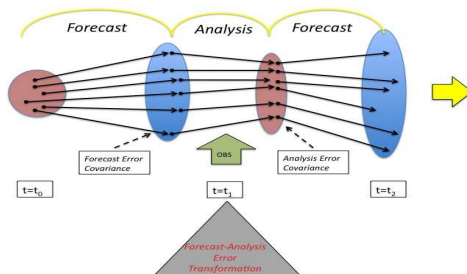 Forecast
Analysis
Forecast
Forecast Error
Covariance
OBS
Analysis Error
Covariance
t=t0
t=t1
t=t2
Forecast-Analysis
Error
Transformation